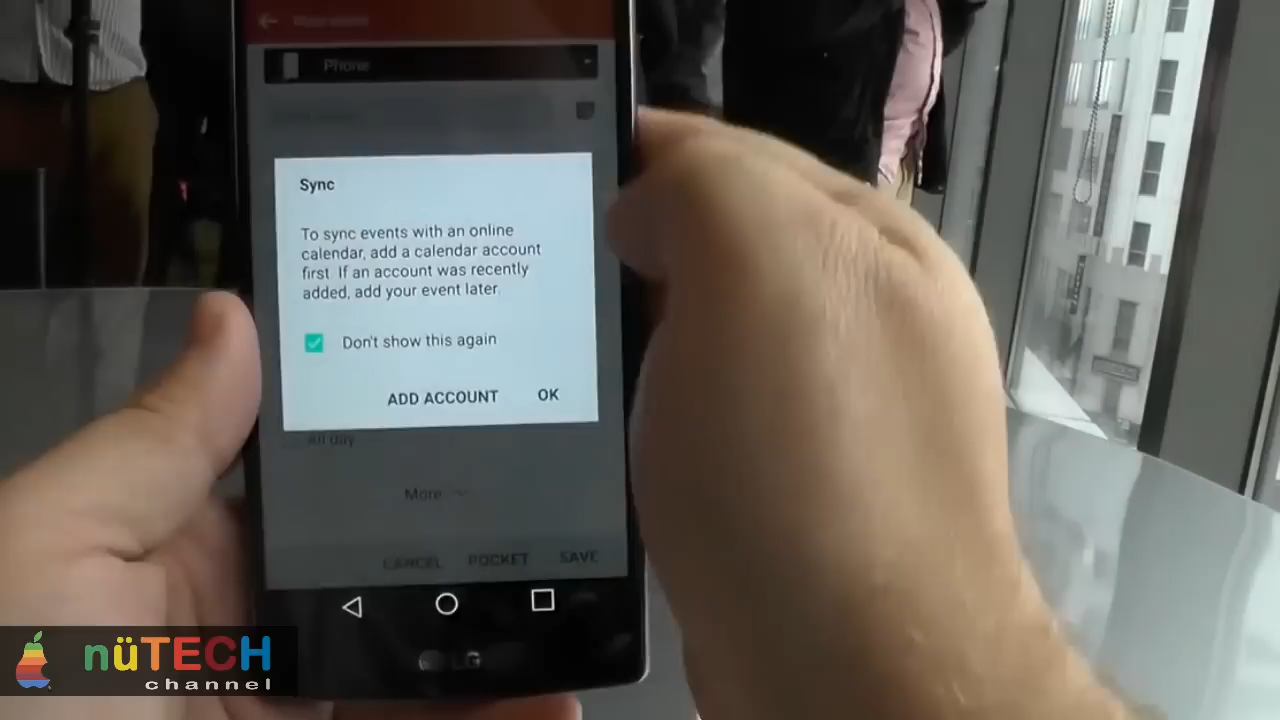 Phone
Sync
To sync events with an online
calendar, add a calendar account
first. If an account was recently
added, add your event later.
Don't show this again
ADD ACCOUNT OK
All day
More
CANCEL POCKET SAVE
LG
nüTECH
channel